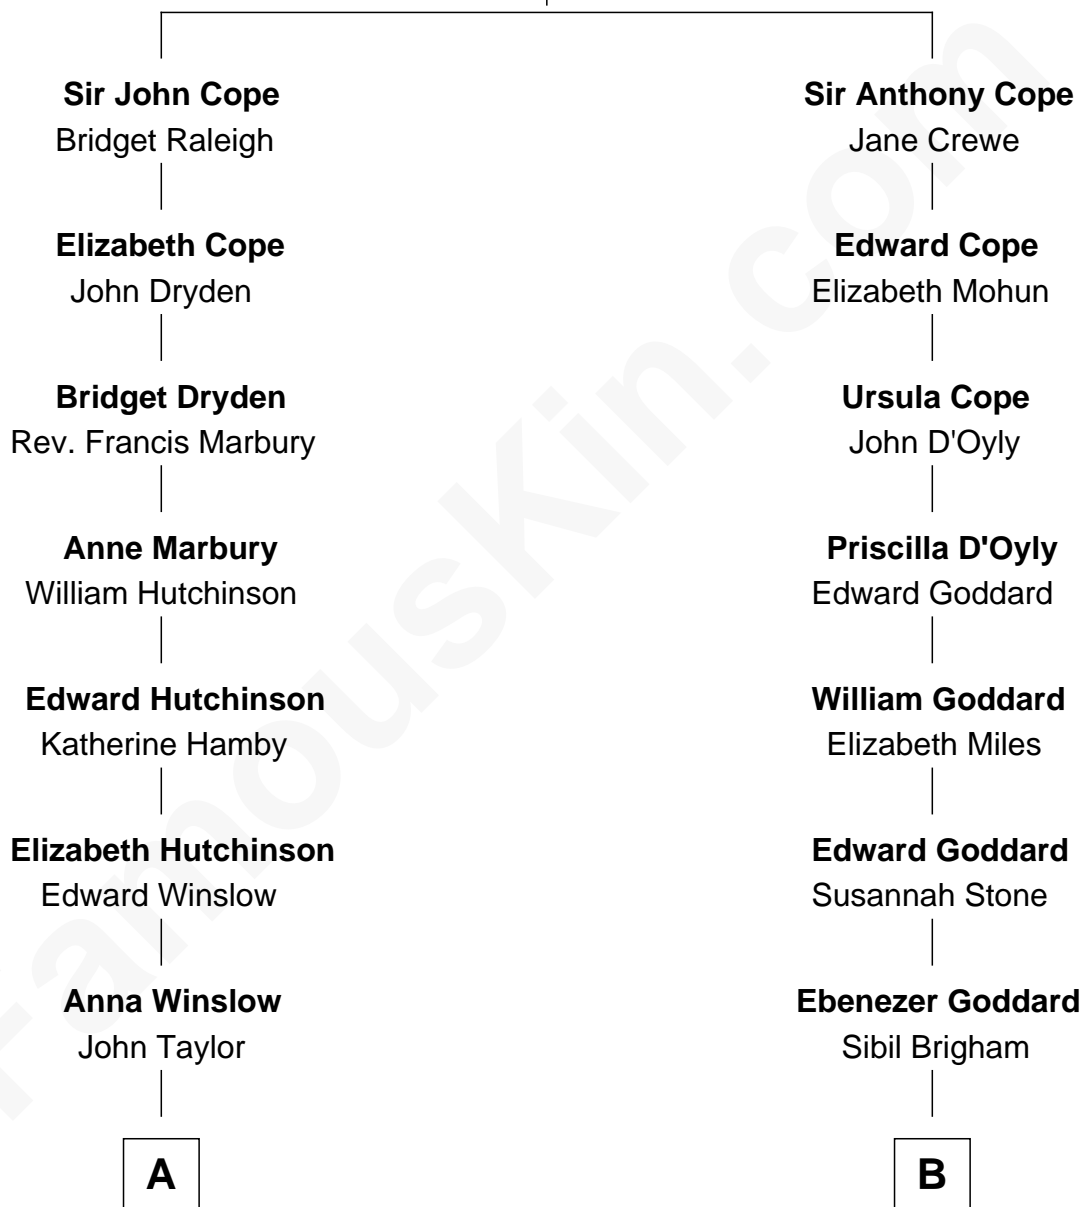 Sir John Cope
Bridget Raleigh
Elizabeth Cope
John Dryden
Bridget Dryden
Rev. Francis Marbury
Anne Marbury
William Hutchinson
Edward Hutchinson
Katherine Hamby
Elizabeth Hutchinson
Edward Winslow
Anna Winslow
John Taylor
A
Sir Anthony Cope
Jane Crewe
Edward Cope
Elizabeth Mohun
Ursula Cope
John D'Oyly
Priscilla D'Oyly
Edward Goddard
William Goddard
Elizabeth Miles
Edward Goddard
Susannah Stone
Ebenezer Goddard
Sibil Brigham
B
FamousKin.com